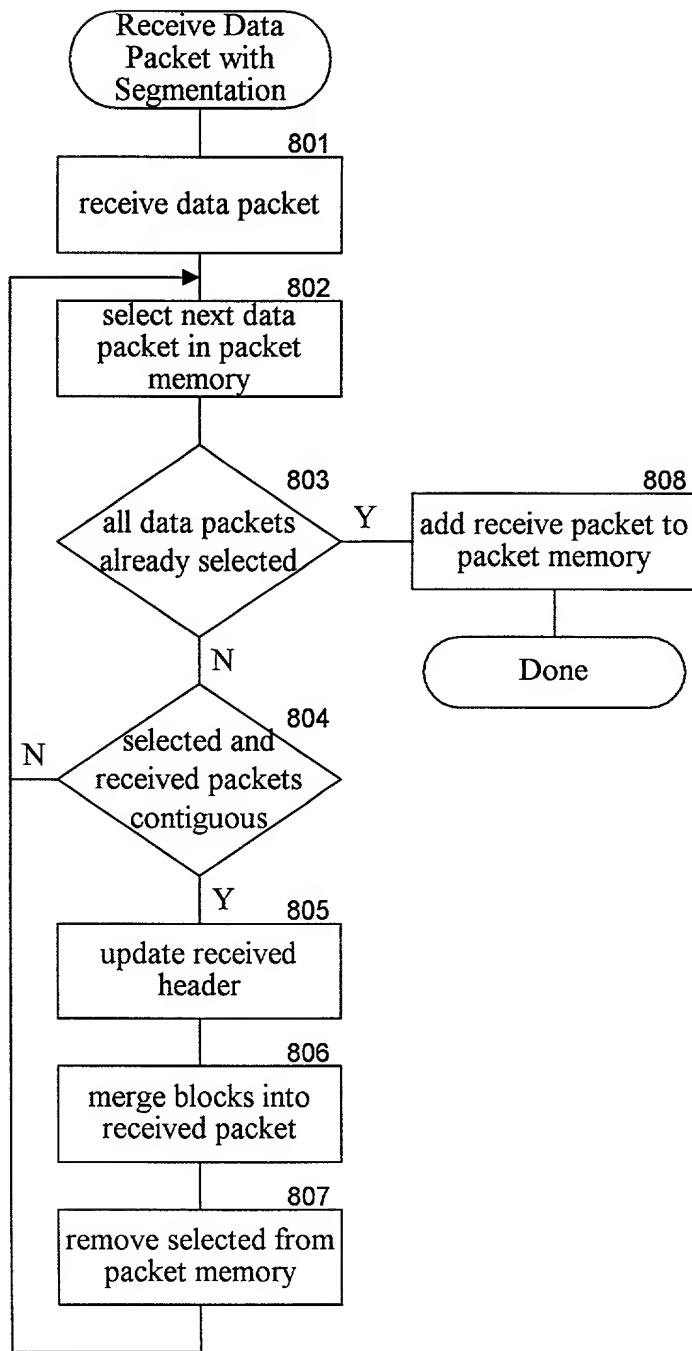 Receive Data
Packet with
Segmentation
801
receive data packet
802
select next data
packet in packet
memory
803
all data packets
already selected
Y
808
add receive packet to
packet memory
Done
N
804
selected and
received packets
contiguous
N
Y
805
update received
header
806
merge blocks into
received packet
807
remove selected from
packet memory